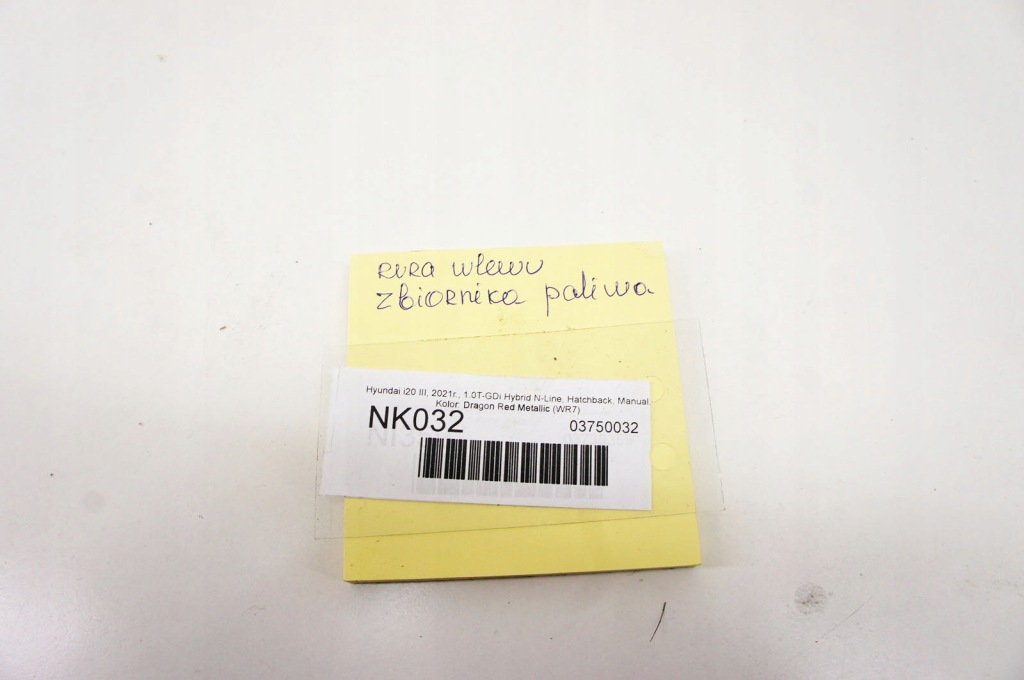 RURA wlewu
zbiornika paliwa
Hyundai i20 III, 2021r., 1.0T-GDi Hybrid N-Line, Hatchback, Manual,
Kolor: Dragon Red Metallic (WR7)
NK032 03750032